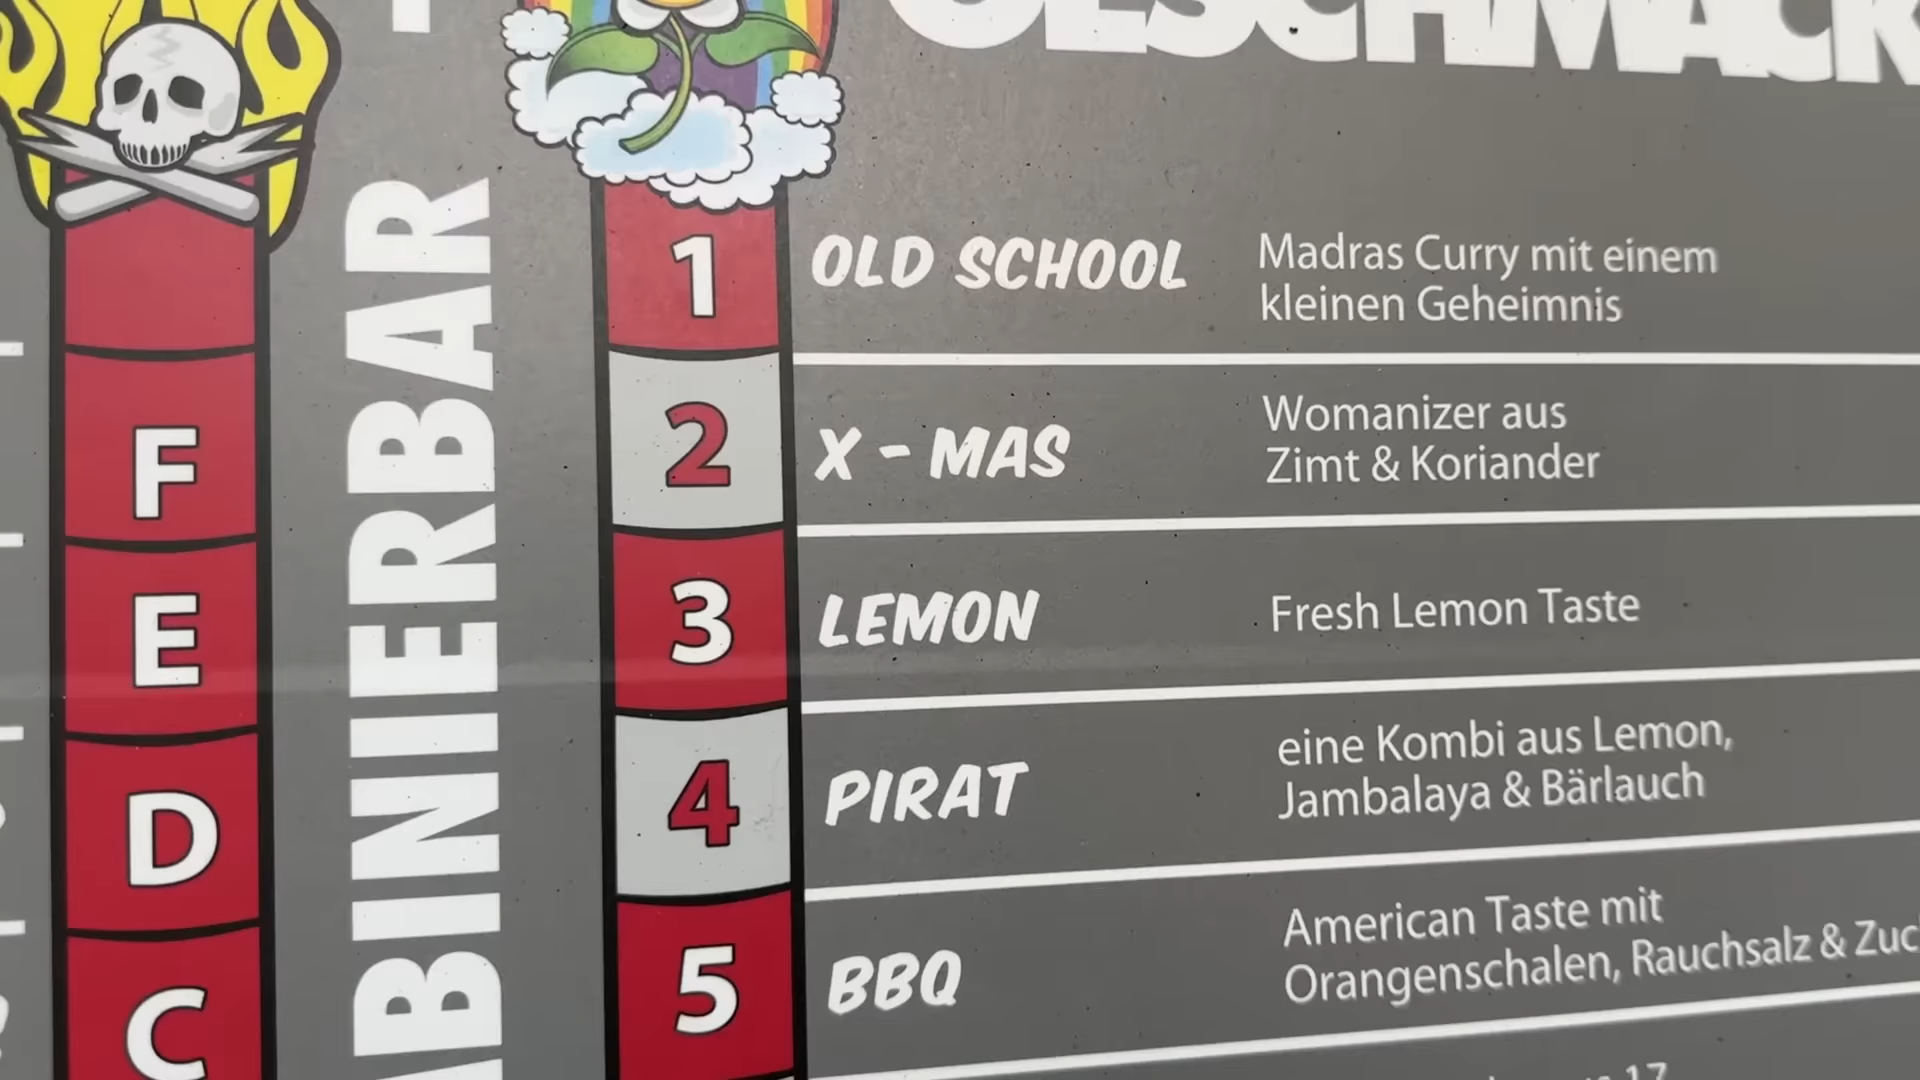 GESCHMACK
F
E
D
C
1
OLD SCHOOL
Madras Curry mit einem
kleinen Geheimnis
2
X - MAS
Womanizer aus
Zimt & Koriander
3
LEMON
Fresh Lemon Taste
4
PIRAT
eine Kombi aus Lemon,
Jambalaya & Bärlauch
5
BBQ
American Taste mit
Orangenschalen, Rauchsalz & Zuc
17
BINIERBAR